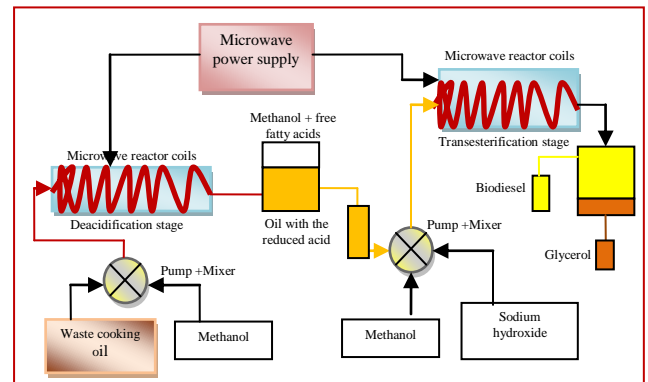 Microwave
power supply
Microwave reactor coils
Transesterification stage
Methanol + free
fatty acids
Microwave reactor coils
Deacidification stage
Oil with the
reduced acid
Biodiesel
Pump +Mixer
Glycerol
Pump +Mixer
Waste cooking
oil
Methanol
Methanol
Sodium
hydroxide